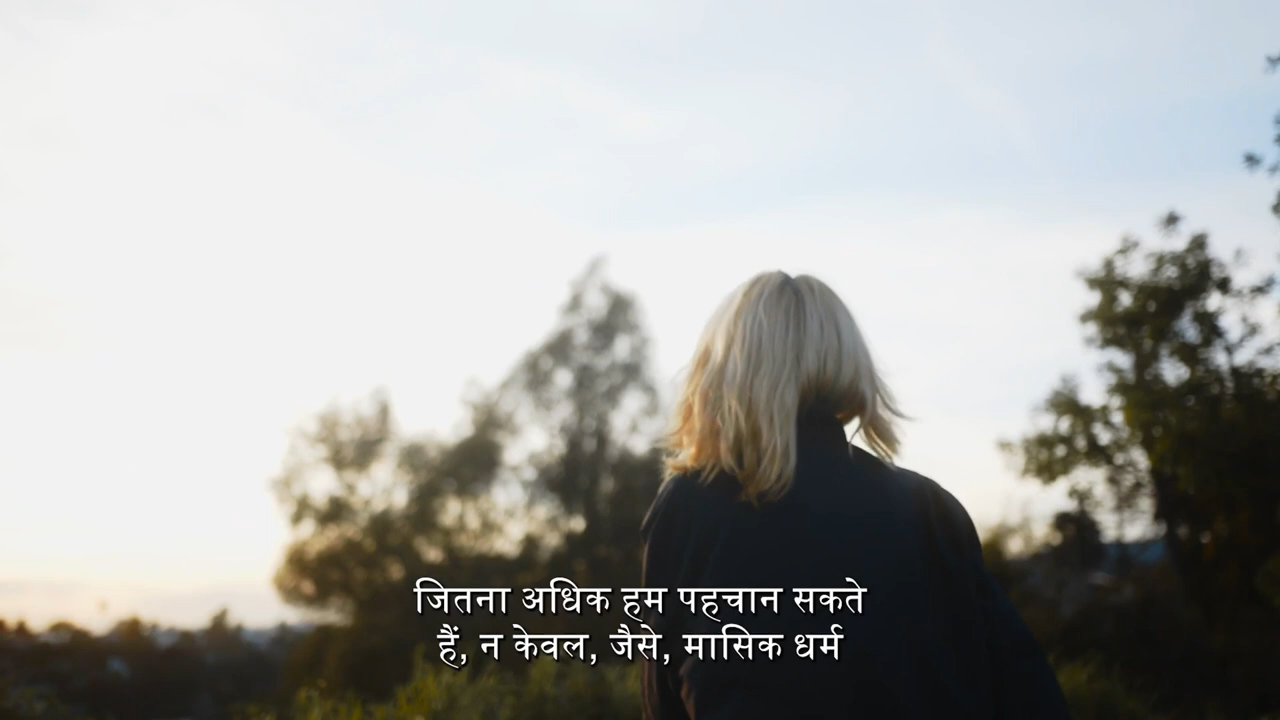 जितना अधिक हम पहचान सकते
हैं, न केवल, जैसे, मासिक धर्म